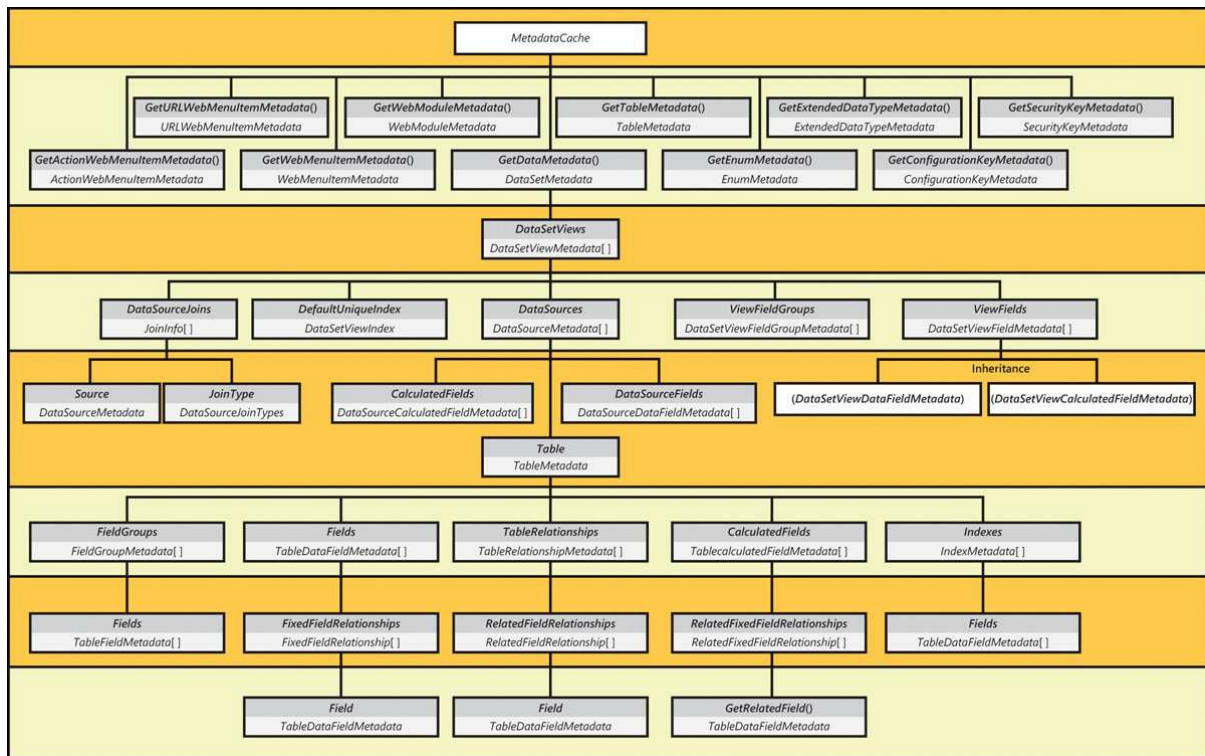 MetadataCache
GetURLWebMenuItemMetadata()
URLWebMenuItemMetadata
GetWebModuleMetadata()
WebModuleMetadata
GetTableMetadata()
TableMetadata
GetExtendedDataTypeMetadata()
ExtendedDataTypeMetadata
GetSecurityKeyMetadata()
SecurityKeyMetadata
GetActionWebMenuItemMetadata()
ActionWebMenuItemMetadata
GetWebMenuItemMetadata()
WebMenuItemMetadata
GetDataMetadata()
DataSetMetadata
GetEnumMetadata()
EnumMetadata
GetConfigurationKeyMetadata()
ConfigurationKeyMetadata
DataSetViews
DataSetViewMetadata[ ]
DataSourceJoins
JoinInfo[ ]
DefaultUniqueIndex
DataSetViewIndex
DataSources
DataSourceMetadata[ ]
ViewFieldGroups
DataSetViewFieldGroupMetadata[ ]
ViewFields
DataSetViewFieldMetadata[ ]
Source
DataSourceMetadata
JoinType
DataSourceJoinTypes
CalculatedFields
DataSourceCalculatedFieldMetadata[ ]
DataSourceFields
DataSourceDataFieldMetadata[ ]
Inheritance
(DataSetViewDataFieldMetadata)
(DataSetViewCalculatedFieldMetadata)
Table
TableMetadata
FieldGroups
FieldGroupMetadata[ ]
Fields
TableDataFieldMetadata[ ]
TableRelationships
TableRelationshipMetadata[ ]
CalculatedFields
TablecalculatedFieldMetadata[ ]
Indexes
IndexMetadata[ ]
Fields
TableFieldMetadata[ ]
FixedFieldRelationships
FixedFieldRelationship[ ]
RelatedFieldRelationships
RelatedFieldRelationship[ ]
RelatedFixedFieldRelationships
RelatedFixedFieldRelationship[ ]
Fields
TableDataFieldMetadata[ ]
Field
TableDataFieldMetadata
Field
TableDataFieldMetadata
GetRelatedField()
TableDataFieldMetadata